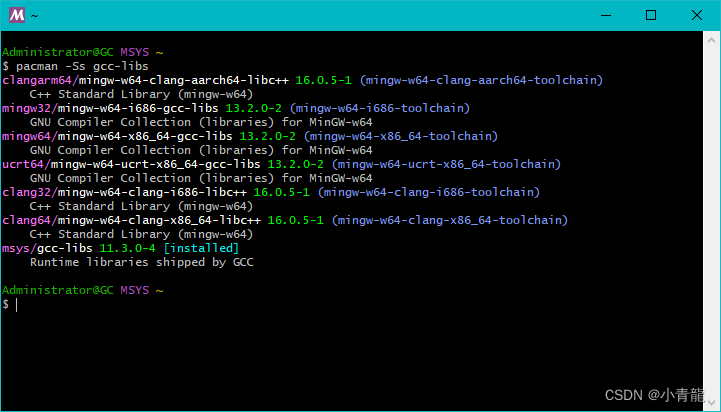 M ~
Administrator@GC MSYS ~
$ pacman -Ss gcc-libs
clangarm64/mingw-w64-clang-aarch64-libc++ 16.0.5-1 (mingw-w64-clang-aarch64-toolchain)
    C++ Standard Library (mingw-w64)
mingw32/mingw-w64-i686-gcc-libs 13.2.0-2 (mingw-w64-i686-toolchain)
    GNU Compiler Collection (libraries) for MinGW-w64
mingw64/mingw-w64-x86_64-gcc-libs 13.2.0-2 (mingw-w64-x86_64-toolchain)
    GNU Compiler Collection (libraries) for MinGW-w64
ucrt64/mingw-w64-ucrt-x86_64-gcc-libs 13.2.0-2 (mingw-w64-ucrt-x86_64-toolchain)
    GNU Compiler Collection (libraries) for MinGW-w64
clang32/mingw-w64-clang-i686-libc++ 16.0.5-1 (mingw-w64-clang-i686-toolchain)
    C++ Standard Library (mingw-w64)
clang64/mingw-w64-clang-x86_64-libc++ 16.0.5-1 (mingw-w64-clang-x86_64-toolchain)
    C++ Standard Library (mingw-w64)
msys/gcc-libs 11.3.0-4 [installed]
    Runtime libraries shipped by GCC
Administrator@GC MSYS ~
$
CSDN @小青龍